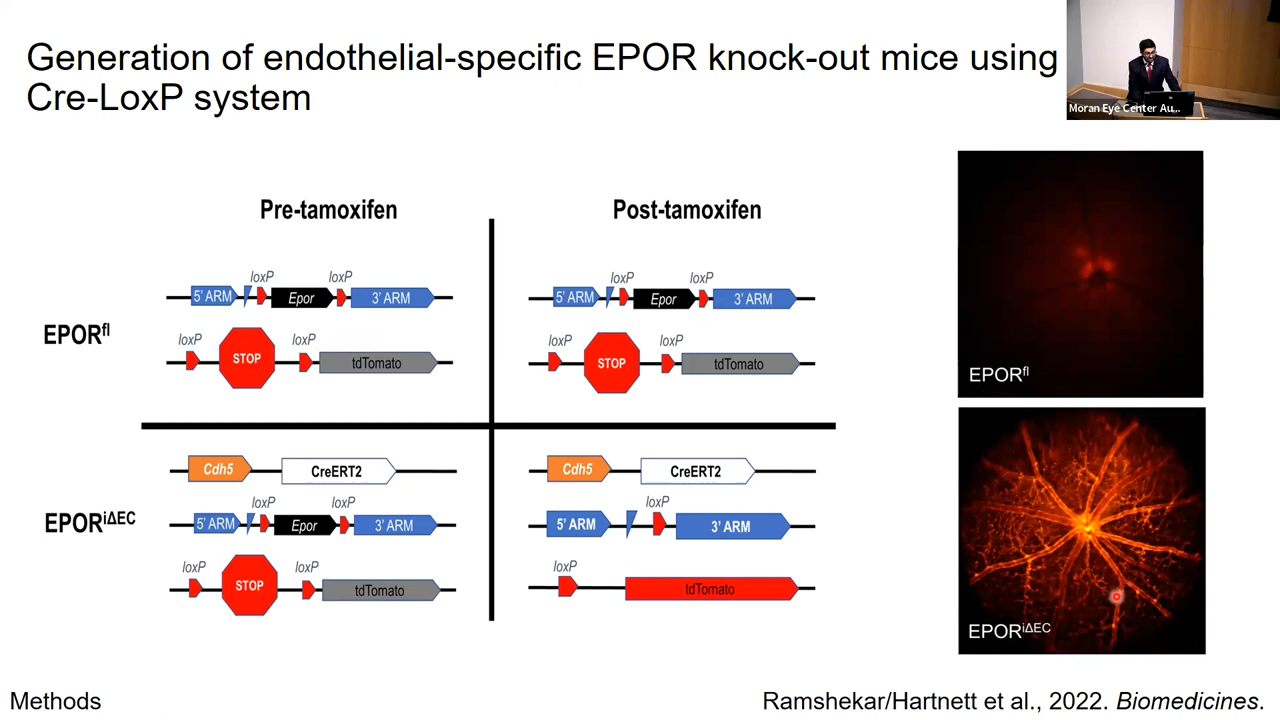 Generation of endothelial-specific EPOR knock-out mice using
Cre-LoxP system
Moran Eye Center Au...
Pre-tamoxifen
Post-tamoxifen
EPORfl
loxP loxP
5' ARM Epor 3' ARM
loxP loxP
STOP tdTomato
loxP loxP
5' ARM Epor 3' ARM
loxP loxP
STOP tdTomato
EPORiΔEC
Cdh5 CreERT2
loxP loxP
5' ARM Epor 3' ARM
loxP loxP
STOP tdTomato
Cdh5 CreERT2
loxP
5' ARM 3' ARM
loxP
tdTomato
EPORfl
EPORiΔEC
Methods
Ramshekar/Hartnett et al., 2022. Biomedicines.